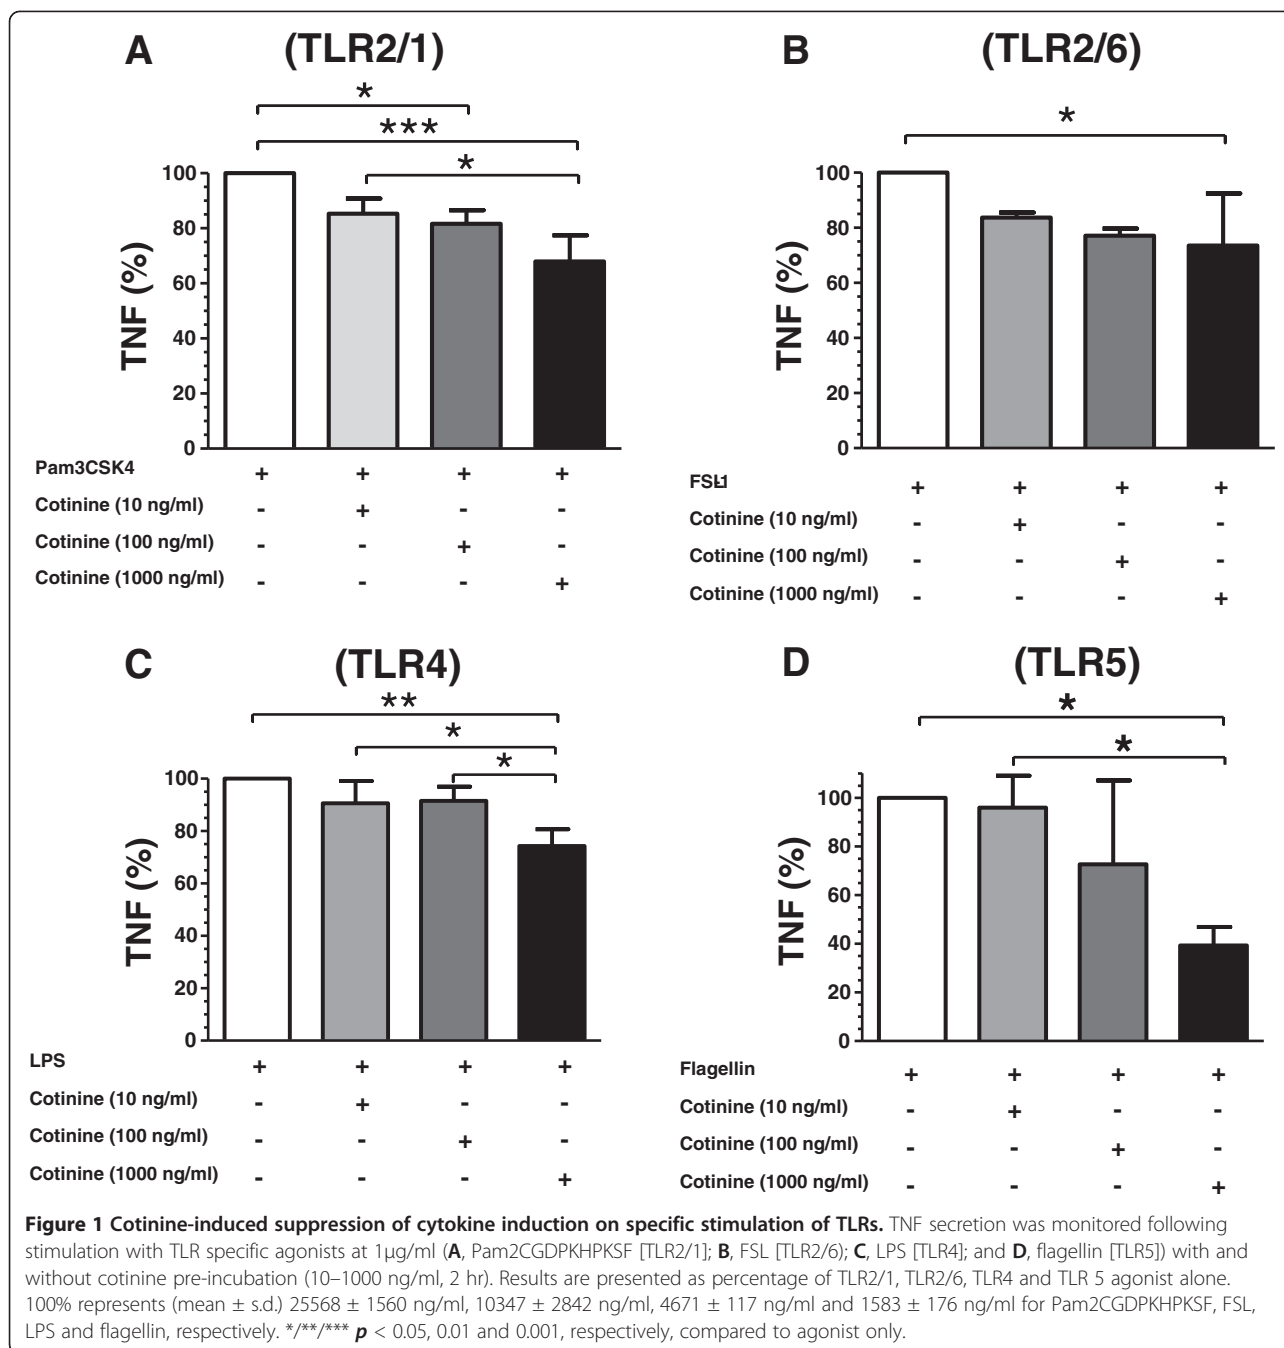 A (TLR2/1)
*
***
*
TNF (%)
100
80
60
40
20
0
Pam3CSK4 + + + +
Cotinine (10 ng/ml) - + - -
Cotinine (100 ng/ml) - - + -
Cotinine (1000 ng/ml) - - - +
B (TLR2/6)
*
TNF (%)
100
80
60
40
20
0
FSL1 + + + +
Cotinine (10 ng/ml) - + - -
Cotinine (100 ng/ml) - - + -
Cotinine (1000 ng/ml) - - - +
C (TLR4)
**
*
*
TNF (%)
100
80
60
40
20
0
LPS + + + +
Cotinine (10 ng/ml) - + - -
Cotinine (100 ng/ml) - - + -
Cotinine (1000 ng/ml) - - - +
D (TLR5)
*
*
TNF (%)
100
80
60
40
20
0
Flagellin + + + +
Cotinine (10 ng/ml) - + - -
Cotinine (100 ng/ml) - - + -
Cotinine (1000 ng/ml) - - - +
Figure 1 Cotinine-induced suppression of cytokine induction on specific stimulation of TLRs. TNF secretion was monitored following
stimulation with TLR specific agonists at 1μg/ml (A, Pam2CGDPKHPKSF [TLR2/1]; B, FSL [TLR2/6); C, LPS [TLR4]; and D, flagellin [TLR5]) with and
without cotinine pre-incubation (10–1000 ng/ml, 2 hr). Results are presented as percentage of TLR2/1, TLR2/6, TLR4 and TLR 5 agonist alone.
100% represents (mean ± s.d.) 25568 ± 1560 ng/ml, 10347 ± 2842 ng/ml, 4671 ± 117 ng/ml and 1583 ± 176 ng/ml for Pam2CGDPKHPKSF, FSL,
LPS and flagellin, respectively. */**/*** p < 0.05, 0.01 and 0.001, respectively, compared to agonist only.